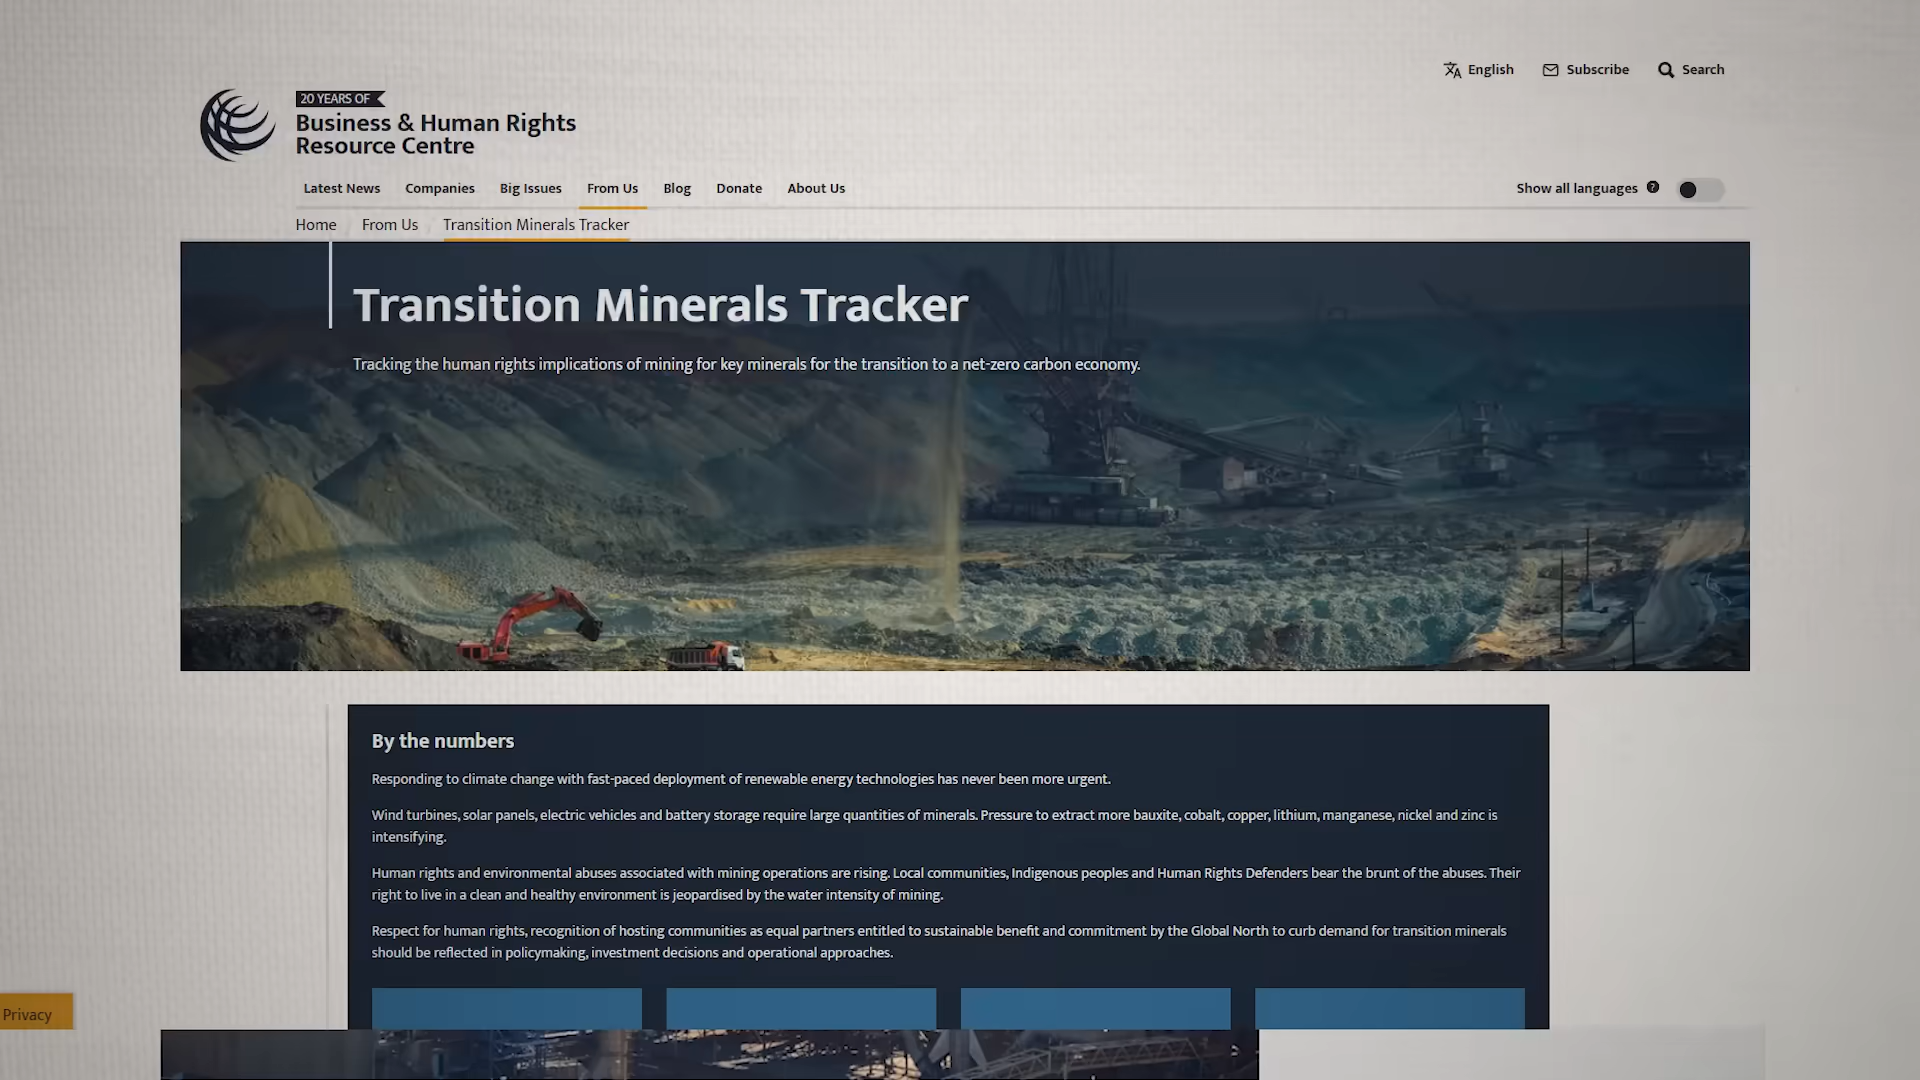 English
Subscribe
Search
20 YEARS OF
Business & Human Rights
Resource Centre
Latest News
Companies
Big Issues
From Us
Blog
Donate
About Us
Show all languages ?
Home
From Us
Transition Minerals Tracker
Transition Minerals Tracker
Tracking the human rights implications of mining for key minerals for the transition to a net-zero carbon economy.
By the numbers
Responding to climate change with fast-paced deployment of renewable energy technologies has never been more urgent.
Wind turbines, solar panels, electric vehicles and battery storage require large quantities of minerals. Pressure to extract more bauxite, cobalt, copper, lithium, manganese, nickel and zinc is
intensifying.
Human rights and environmental abuses associated with mining operations are rising. Local communities, Indigenous peoples and Human Rights Defenders bear the brunt of the abuses. Their
right to live in a clean and healthy environment is jeopardised by the water intensity of mining.
Respect for human rights, recognition of hosting communities as equal partners entitled to sustainable benefit and commitment by the Global North to curb demand for transition minerals
should be reflected in policymaking, investment decisions and operational approaches.
Privacy